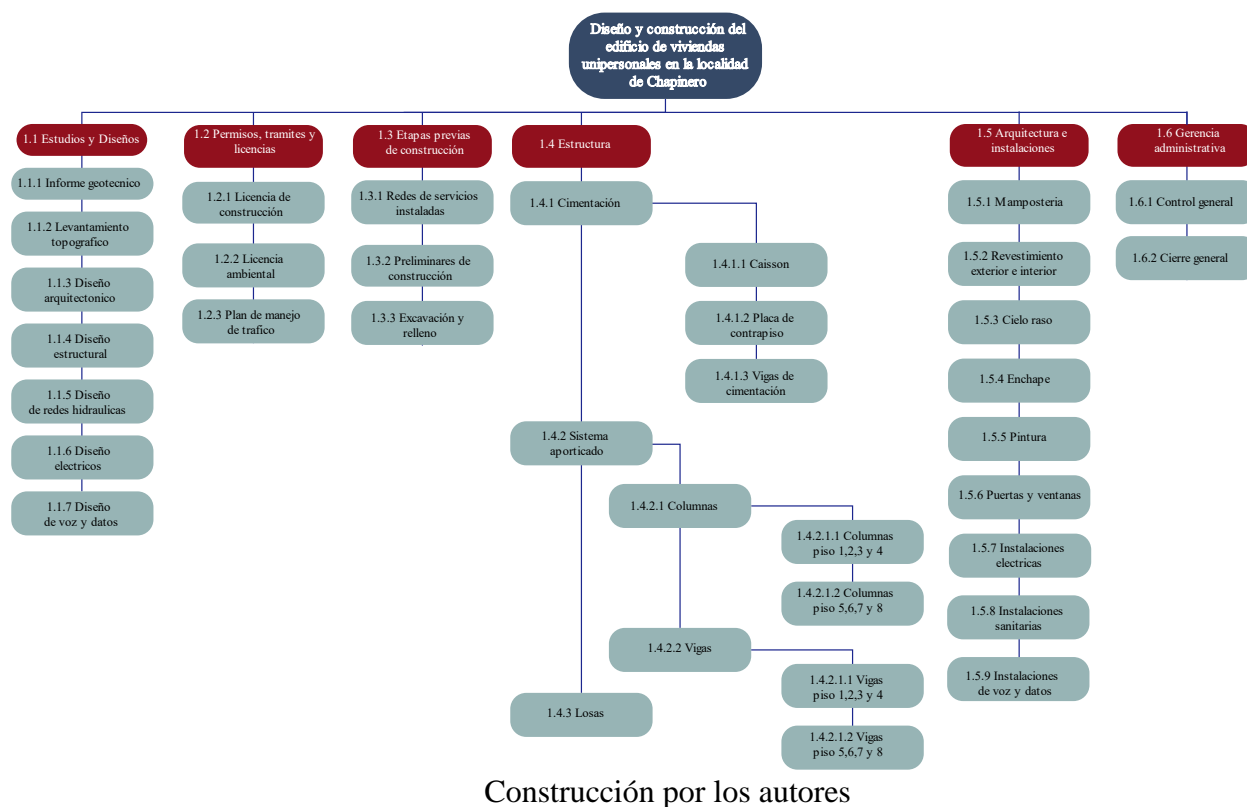 Diseño y construcción del
edificio de viviendas
unipersonales en la localidad
de Chapinero
1.1 Estudios y Diseños
1.1.1 Informe geotecnico
1.1.2 Levantamiento
topografico
1.1.3 Diseño
arquitectonico
1.1.4 Diseño
estructural
1.1.5 Diseño
de redes hidraulicas
1.1.6 Diseño
electricos
1.1.7 Diseño
de voz y datos
1.2 Permisos, tramites y
licencias
1.2.1 Licencia de
construcción
1.2.2 Licencia
ambiental
1.2.3 Plan de manejo
de trafico
1.3 Etapas previas
de construcción
1.3.1 Redes de servicios
instaladas
1.3.2 Preliminares de
construcción
1.3.3 Excavación y
relleno
1.4 Estructura
1.4.1 Cimentación
1.4.1.1 Caisson
1.4.1.2 Placa de
contrapiso
1.4.1.3 Vigas de
cimentación
1.4.2 Sistema
aporticado
1.4.2.1 Columnas
1.4.2.1.1 Columnas
piso 1,2,3 y 4
1.4.2.1.2 Columnas
piso 5,6,7 y 8
1.4.2.2 Vigas
1.4.2.1.1 Vigas
piso 1,2,3 y 4
1.4.2.1.2 Vigas
piso 5,6,7 y 8
1.4.3 Losas
1.5 Arquitectura e
instalaciones
1.5.1 Mamposteria
1.5.2 Revestimiento
exterior e interior
1.5.3 Cielo raso
1.5.4 Enchape
1.5.5 Pintura
1.5.6 Puertas y ventanas
1.5.7 Instalaciones
electricas
1.5.8 Instalaciones
sanitarias
1.5.9 Instalaciones
de voz y datos
1.6 Gerencia
administrativa
1.6.1 Control general
1.6.2 Cierre general
Construcción por los autores